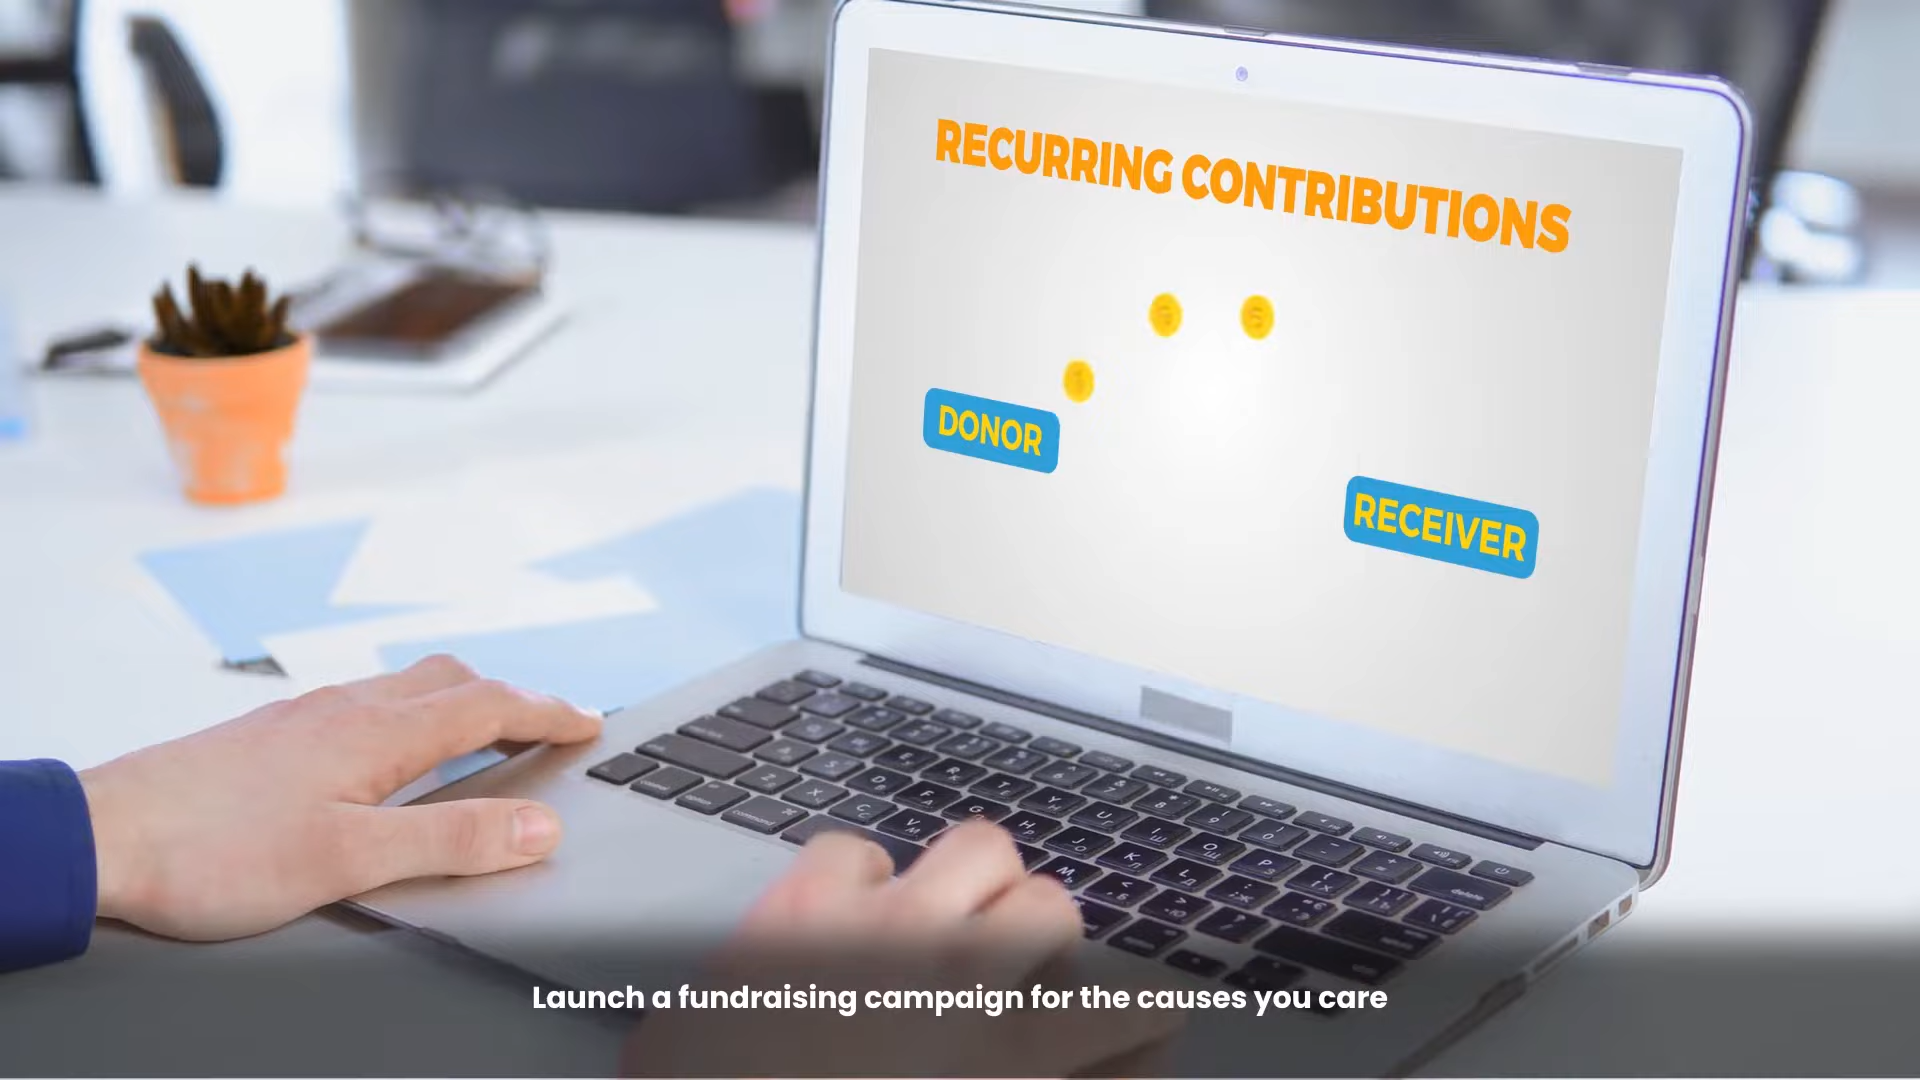 RECURRING CONTRIBUTIONS
DONOR
RECEIVER
Launch a fundraising campaign for the causes you care